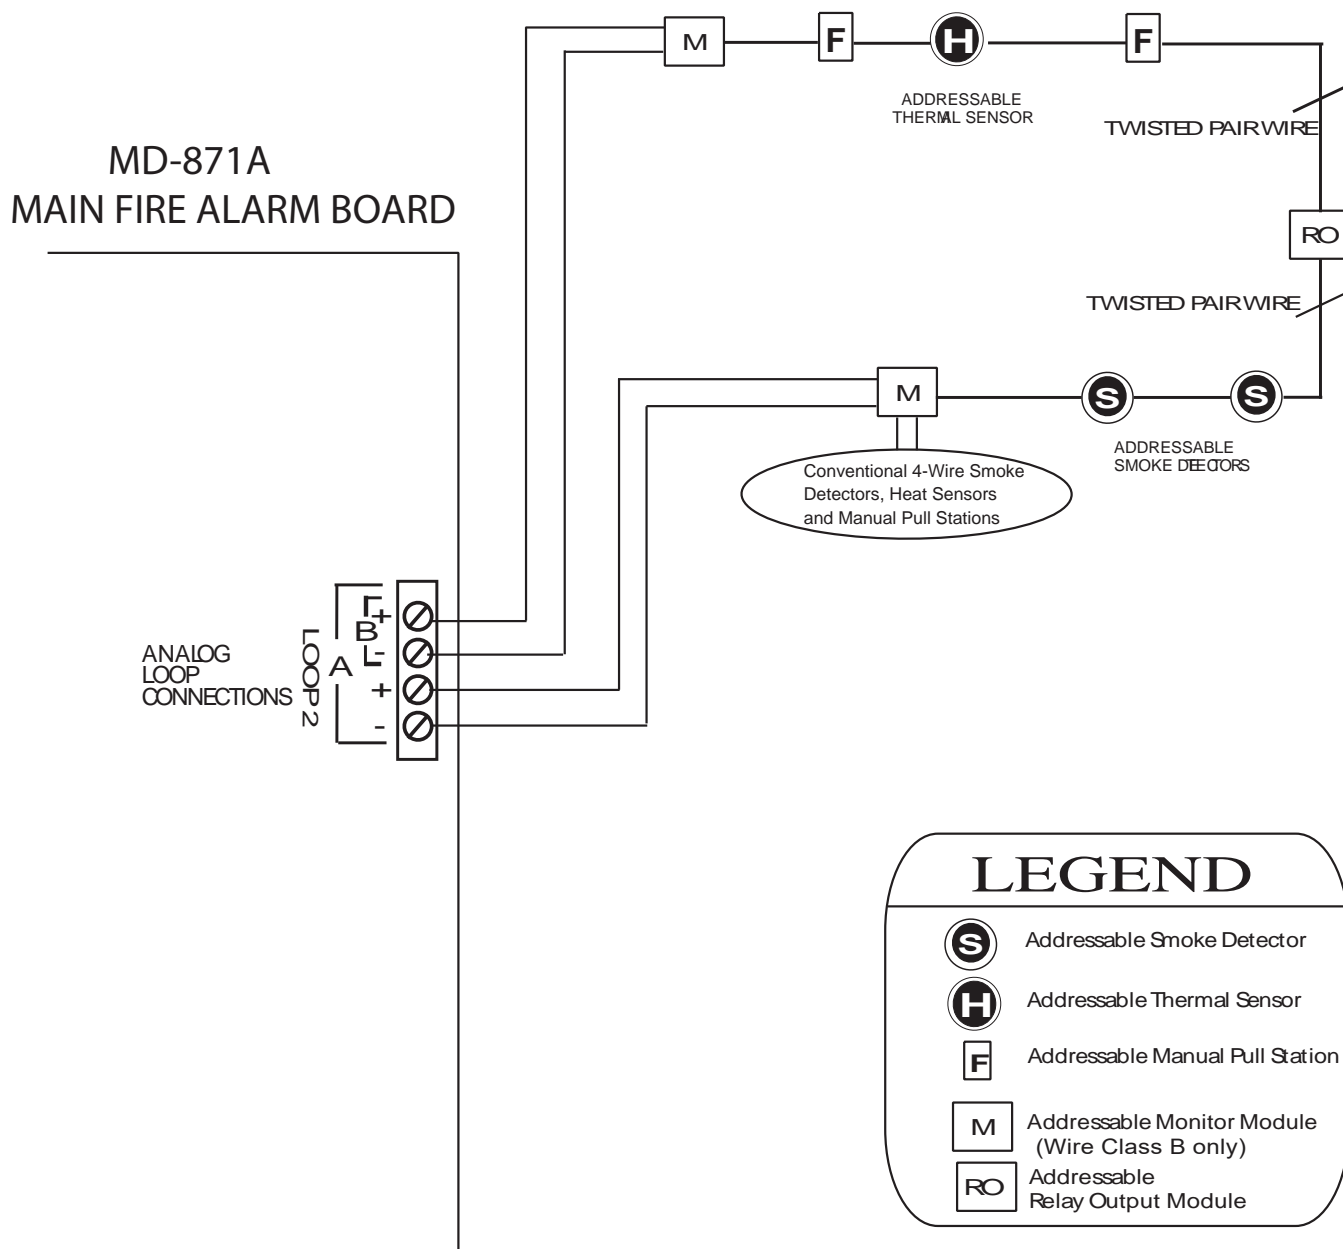 M
F
H
F
ADDRESSABLE
THERMAL SENSOR
TWISTED PAIR WIRE
MD-871A
MAIN FIRE ALARM BOARD
RO
TWISTED PAIR WIRE
M
S
S
ADDRESSABLE
SMOKE DETECTORS
Conventional 4-Wire Smoke
Detectors, Heat Sensors
and Manual Pull Stations
ANALOG
LOOP
CONNECTIONS
LOOP 2
A
B
+
-
+
-
LEGEND
S Addressable Smoke Detector
H Addressable Thermal Sensor
F Addressable Manual Pull Station
M Addressable Monitor Module
(Wire Class B only)
RO Addressable
Relay Output Module